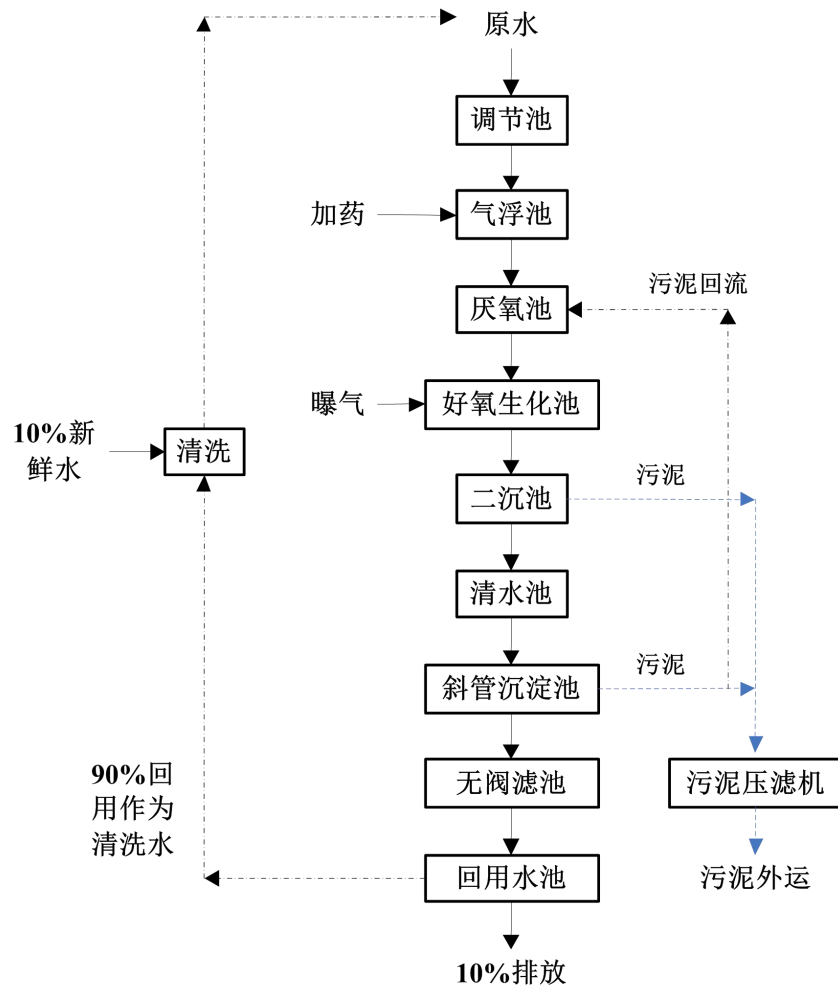 原水
调节池
加药
气浮池
污泥回流
厌氧池
曝气
好氧生化池
10%新
鲜水
清洗
污泥
二沉池
清水池
污泥
斜管沉淀池
90%回
用作为
清洗水
无阀滤池
污泥压滤机
回用水池
污泥外运
10%排放